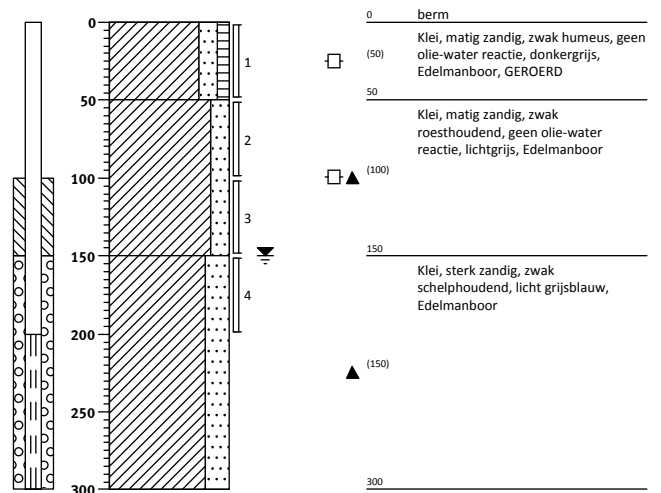 0
50
100
150
200
250
300
1
2
3
4
0 berm
(50)
Klei, matig zandig, zwak humeus, geen
olie-water reactie, donkergrijs,
Edelmanboor, GEROERD
50
Klei, matig zandig, zwak
roesthoudend, geen olie-water
reactie, lichtgrijs, Edelmanboor
(100)
150
Klei, sterk zandig, zwak
schelphoudend, licht grijsblauw,
Edelmanboor
(150)
300